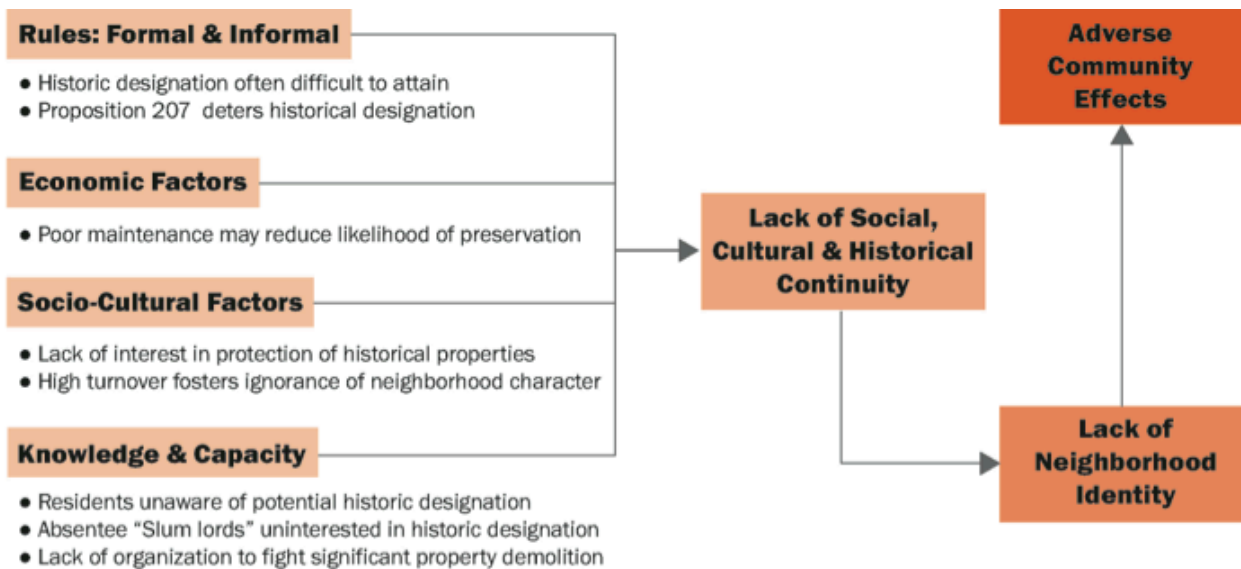 Rules: Formal & Informal
● Historic designation often difficult to attain
● Proposition 207 deters historical designation
Economic Factors
● Poor maintenance may reduce likelihood of preservation
Socio-Cultural Factors
● Lack of interest in protection of historical properties
● High turnover fosters ignorance of neighborhood character
Knowledge & Capacity
● Residents unaware of potential historic designation
● Absentee “Slum lords” uninterested in historic designation
● Lack of organization to fight significant property demolition
Lack of Social,
Cultural & Historical
Continuity
Lack of
Neighborhood
Identity
Adverse
Community
Effects